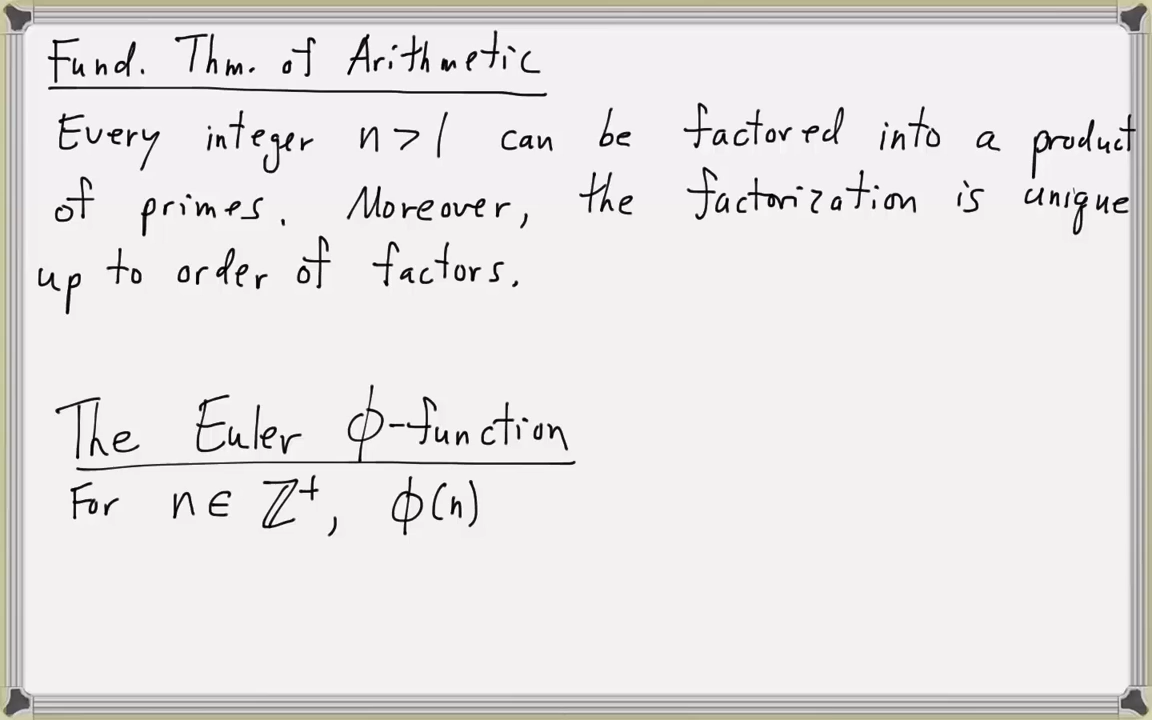 Fund. Thm. of Arithmetic
Every integer n > 1 can be factored into a product
of primes. Moreover, the factorization is unique
up to order of factors.
The Euler ϕ-function
For n ∈ ℤ⁺, ϕ(n)